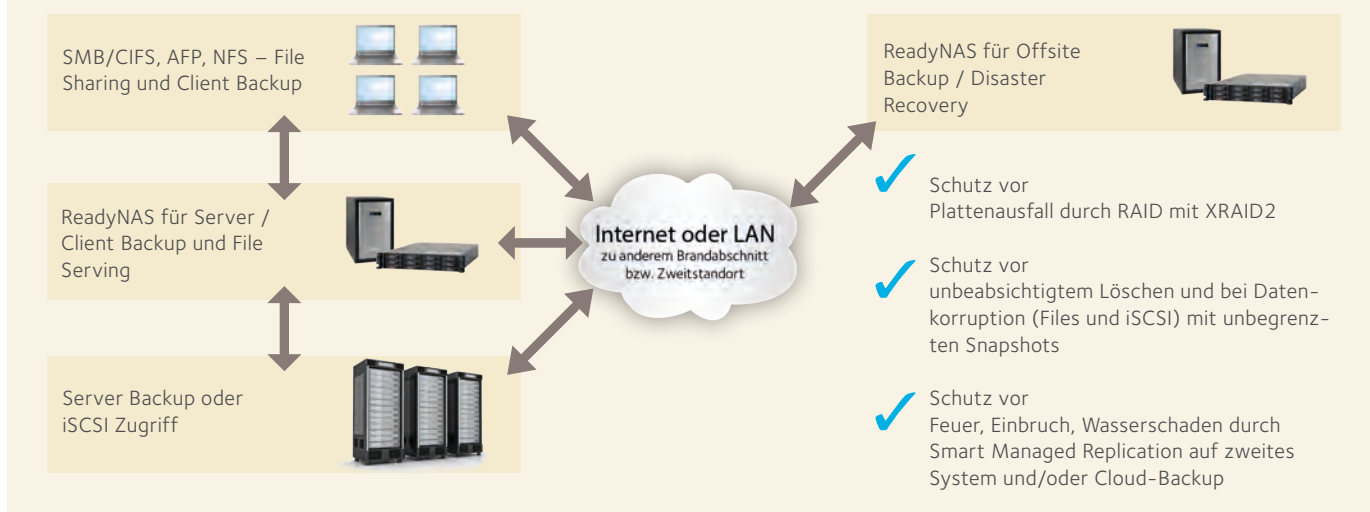 SMB/CIFS, AFP, NFS – File
Sharing und Client Backup
ReadyNAS für Server /
Client Backup und File
Serving
Server Backup oder
iSCSI Zugriff
Internet oder LAN
zu anderem Brandabschnitt
bzw. Zweitstandort
ReadyNAS für Offsite
Backup / Disaster
Recovery
Schutz vor
Plattenausfall durch RAID mit XRAID2
Schutz vor
unbeabsichtigtem Löschen und bei Daten-
korruption (Files und iSCSI) mit unbegrenz-
ten Snapshots
Schutz vor
Feuer, Einbruch, Wasserschaden durch
Smart Managed Replication auf zweites
System und/oder Cloud-Backup